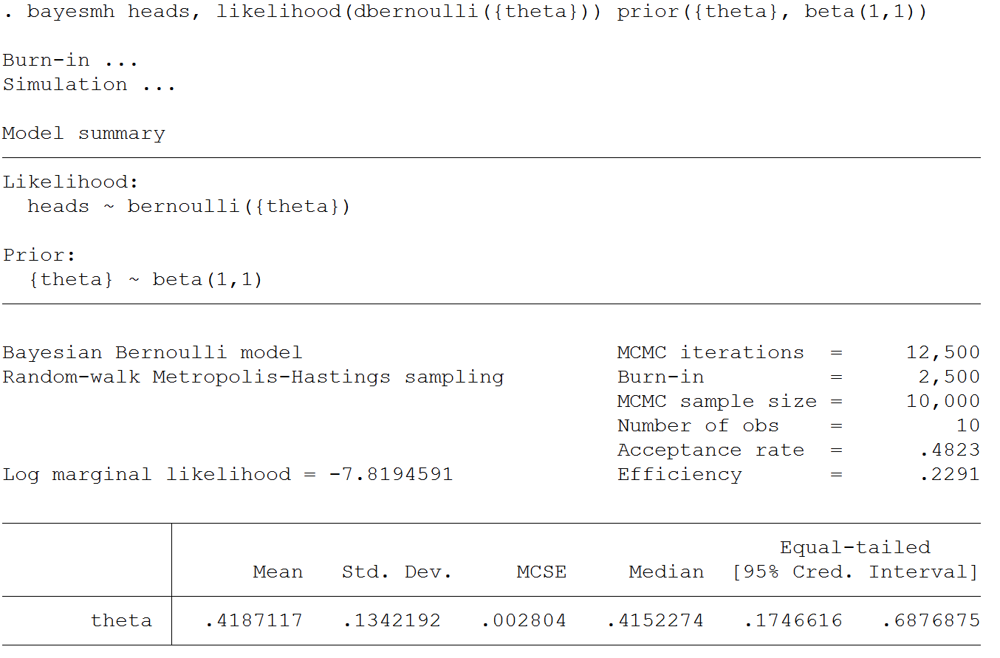 . bayesmh heads, likelihood(dbernoulli({theta})) prior({theta}, beta(1,1))
Burn-in ...
Simulation ...
Model summary
Likelihood:
heads ~ bernoulli({theta})
Prior:
{theta} ~ beta(1,1)
Bayesian Bernoulli model MCMC iterations = 12,500
Random-walk Metropolis-Hastings sampling Burn-in = 2,500
MCMC sample size = 10,000
Number of obs = 10
Acceptance rate = .4823
Log marginal likelihood = -7.8194591 Efficiency = .2291
Equal-tailed
Mean Std. Dev. MCSE Median [95% Cred. Interval]
theta .4187117 .1342192 .002804 .4152274 .1746616 .6876875